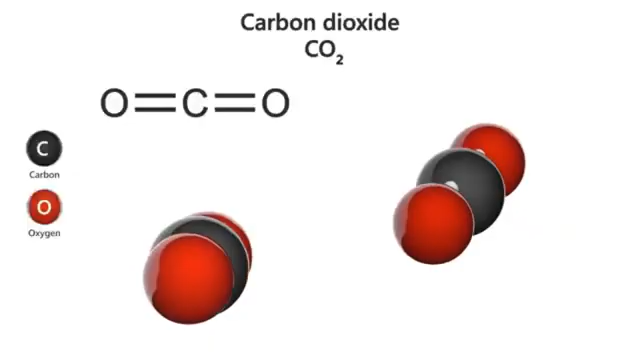 Carbon dioxide
CO₂
O=C=O
C
Carbon
O
Oxygen